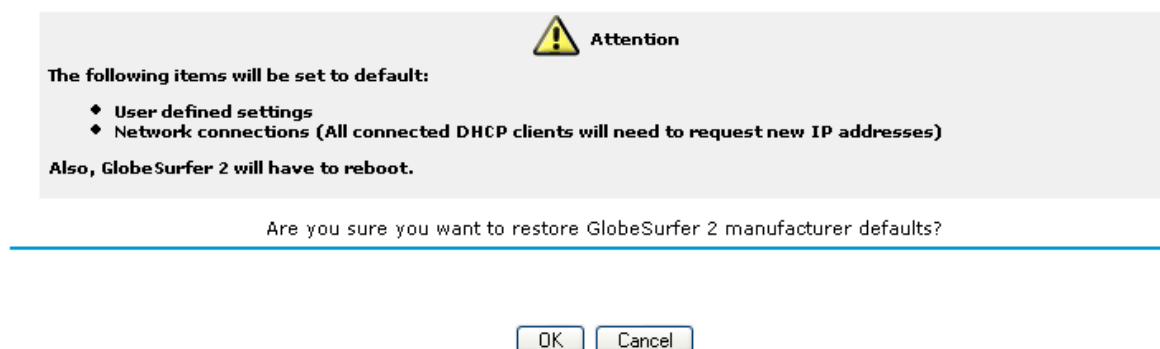 Attention
The following items will be set to default:
User defined settings
Network connections (All connected DHCP clients will need to request new IP addresses)
Also, GlobeSurfer 2 will have to reboot.
Are you sure you want to restore GlobeSurfer 2 manufacturer defaults?
OK Cancel